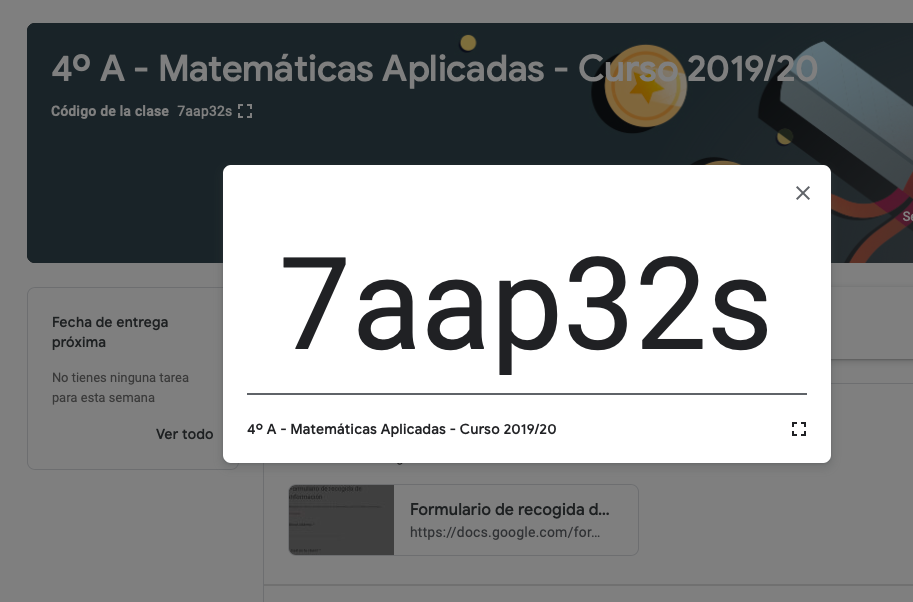 4º A - Matemáticas Aplicadas - Curso 2019/20
Código de la clase 7aap32s
7aap32s
4º A - Matemáticas Aplicadas - Curso 2019/20
Fecha de entrega
próxima
No tienes ninguna tarea
para esta semana
Ver todo
Formulario de recogida d...
https://docs.google.com/for...
Formulario de recogida de
información